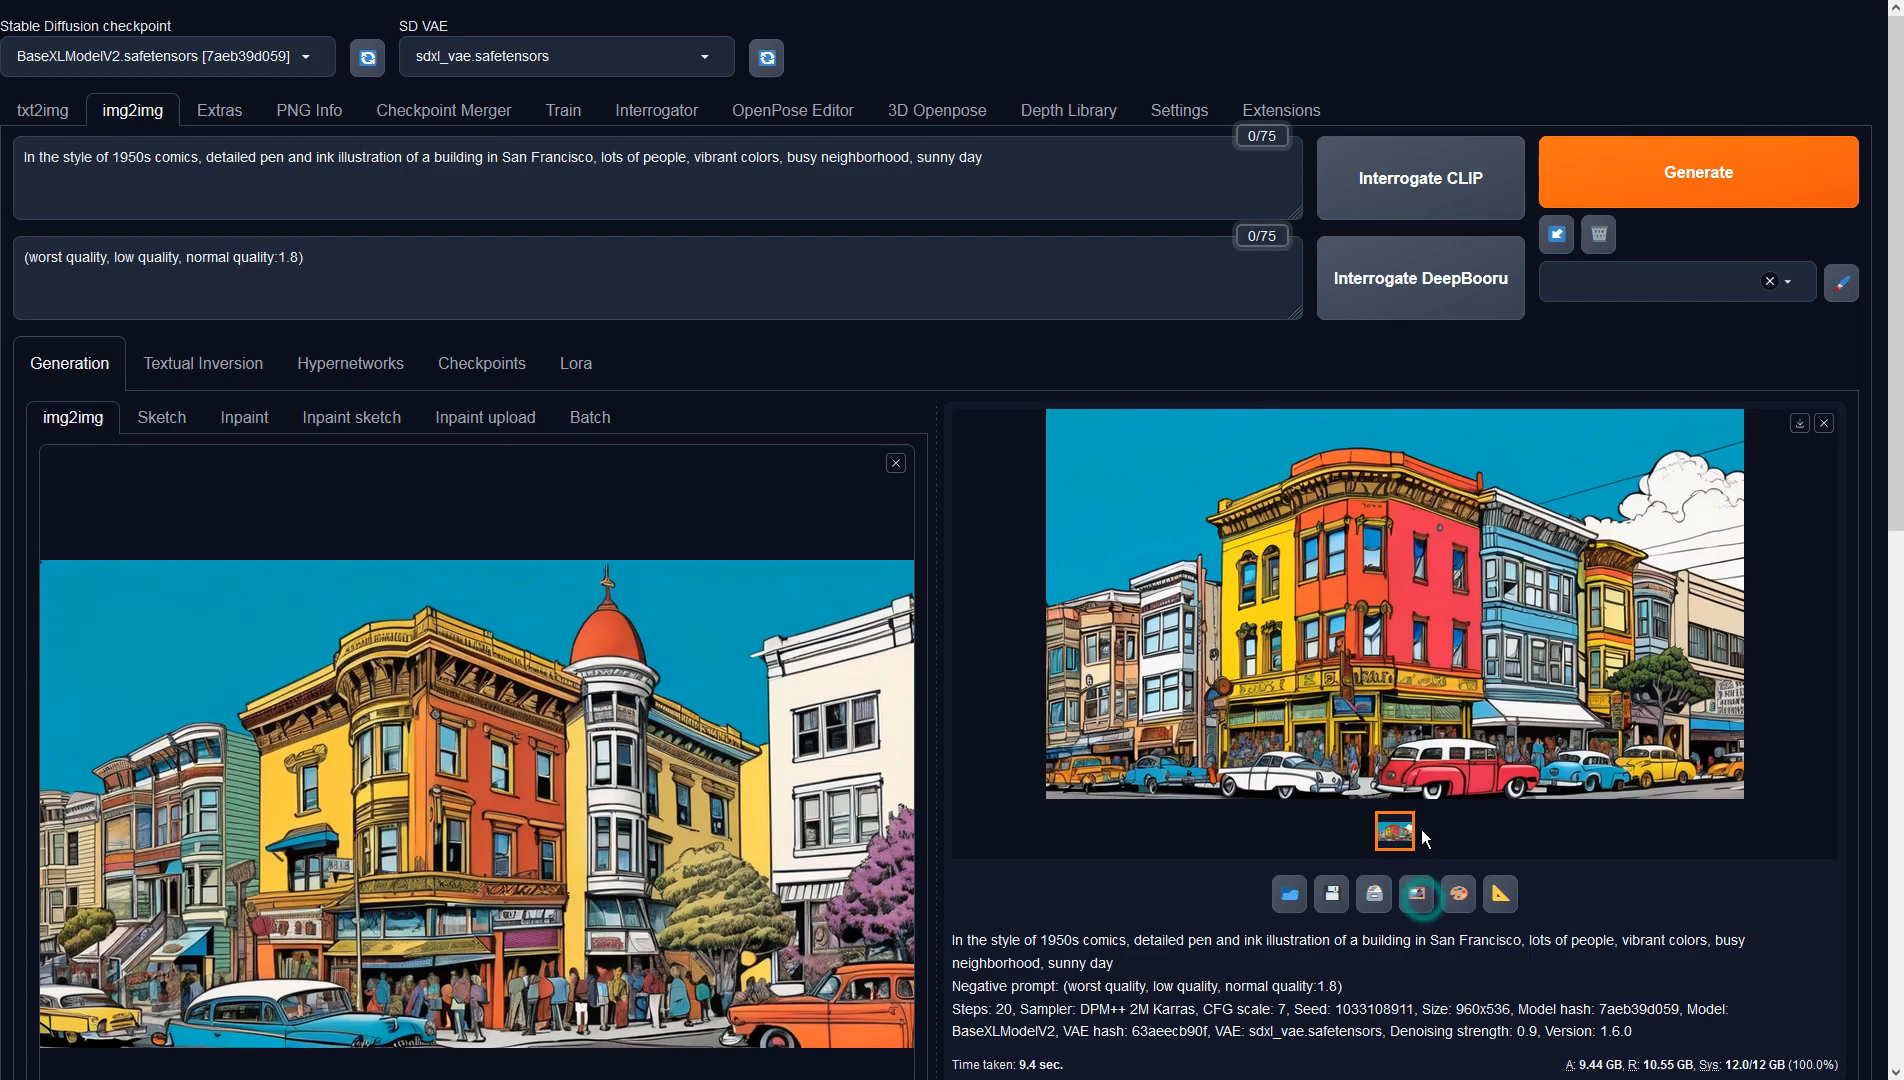 Stable Diffusion checkpoint
SD VAE
BaseXLModelV2.safetensors [7aeb39d059]
sdxl_vae.safetensors
txt2img
img2img
Extras
PNG Info
Checkpoint Merger
Train
Interrogator
OpenPose Editor
3D Openpose
Depth Library
Settings
Extensions
0/75
In the style of 1950s comics, detailed pen and ink illustration of a building in San Francisco, lots of people, vibrant colors, busy neighborhood, sunny day
Interrogate CLIP
Generate
0/75
(worst quality, low quality, normal quality:1.8)
Interrogate DeepBooru
Generation
Textual Inversion
Hypernetworks
Checkpoints
Lora
img2img
Sketch
Inpaint
Inpaint sketch
Inpaint upload
Batch
In the style of 1950s comics, detailed pen and ink illustration of a building in San Francisco, lots of people, vibrant colors, busy
neighborhood, sunny day
Negative prompt: (worst quality, low quality, normal quality:1.8)
Steps: 20, Sampler: DPM++ 2M Karras, CFG scale: 7, Seed: 1033108911, Size: 960x536, Model hash: 7aeb39d059, Model:
BaseXLModelV2, VAE hash: 63aeecb90f, VAE: sdxl_vae.safetensors, Denoising strength: 0.9, Version: 1.6.0
Time taken: 9.4 sec.
A: 9.44 GB, R: 10.55 GB, Sys: 12.0/12 GB (100.0%)